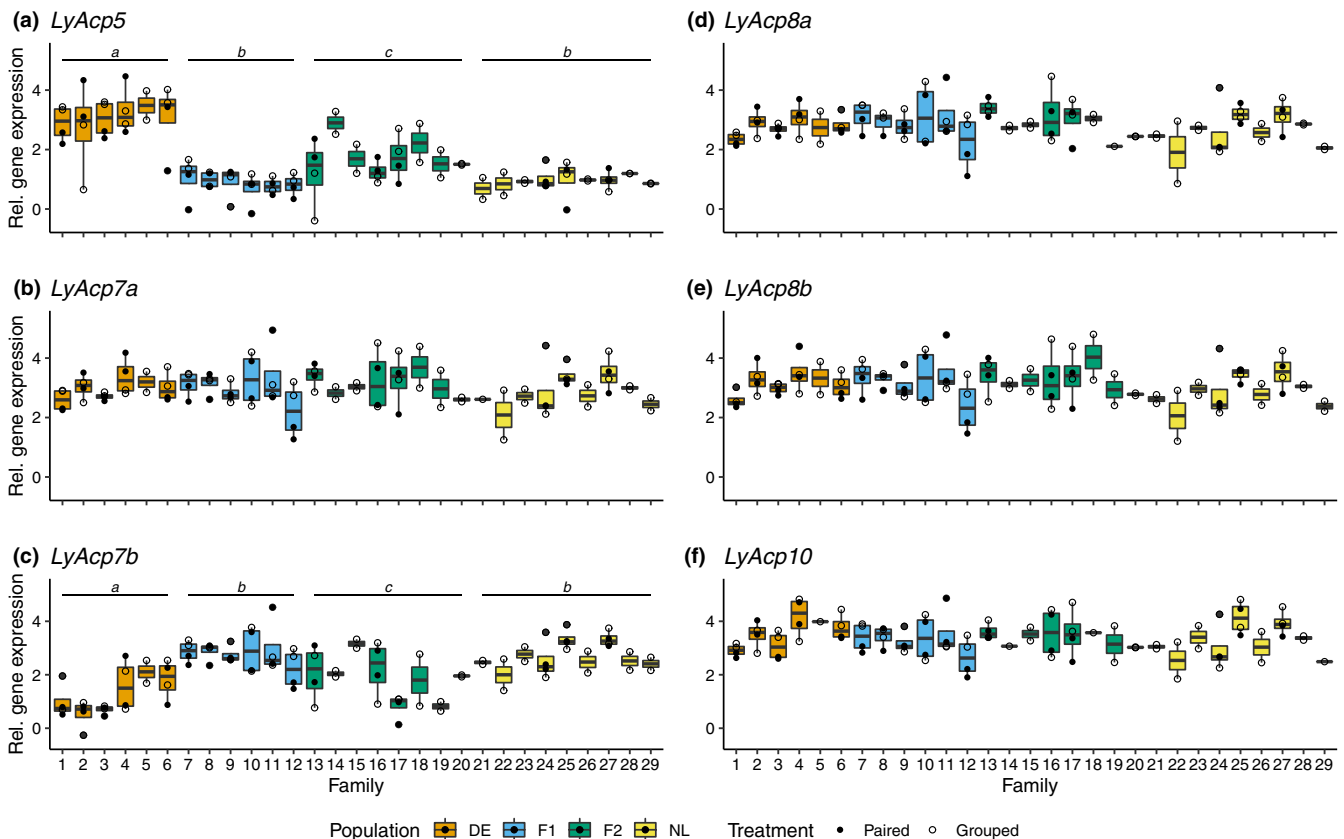 (a) LyAcp5
a b c b
4
2
0
Rel. gene expression
(d) LyAcp8a
4
2
0
(b) LyAcp7a
4
2
0
Rel. gene expression
(e) LyAcp8b
4
2
0
(c) LyAcp7b
a b c b
4
2
0
Rel. gene expression
1 2 3 4 5 6 7 8 9 10 11 12 13 14 15 16 17 18 19 20 21 22 23 24 25 26 27 28 29
Family
(f) LyAcp10
4
2
0
1 2 3 4 5 6 7 8 9 10 11 12 13 14 15 16 17 18 19 20 21 22 23 24 25 26 27 28 29
Family
Population DE F1 F2 NL Treatment Paired Grouped